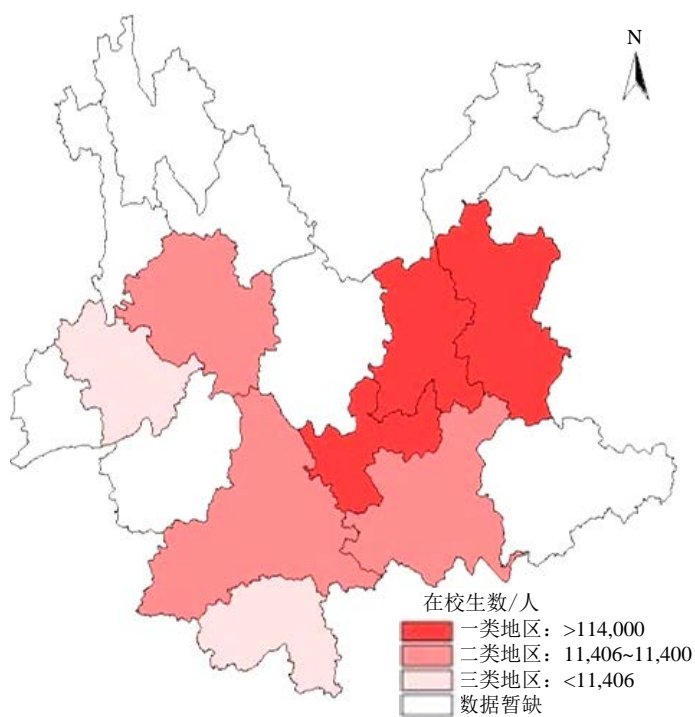 N
在校生数/人
一类地区：>114,000
二类地区：11,406~11,400
三类地区：<11,406
数据暂缺